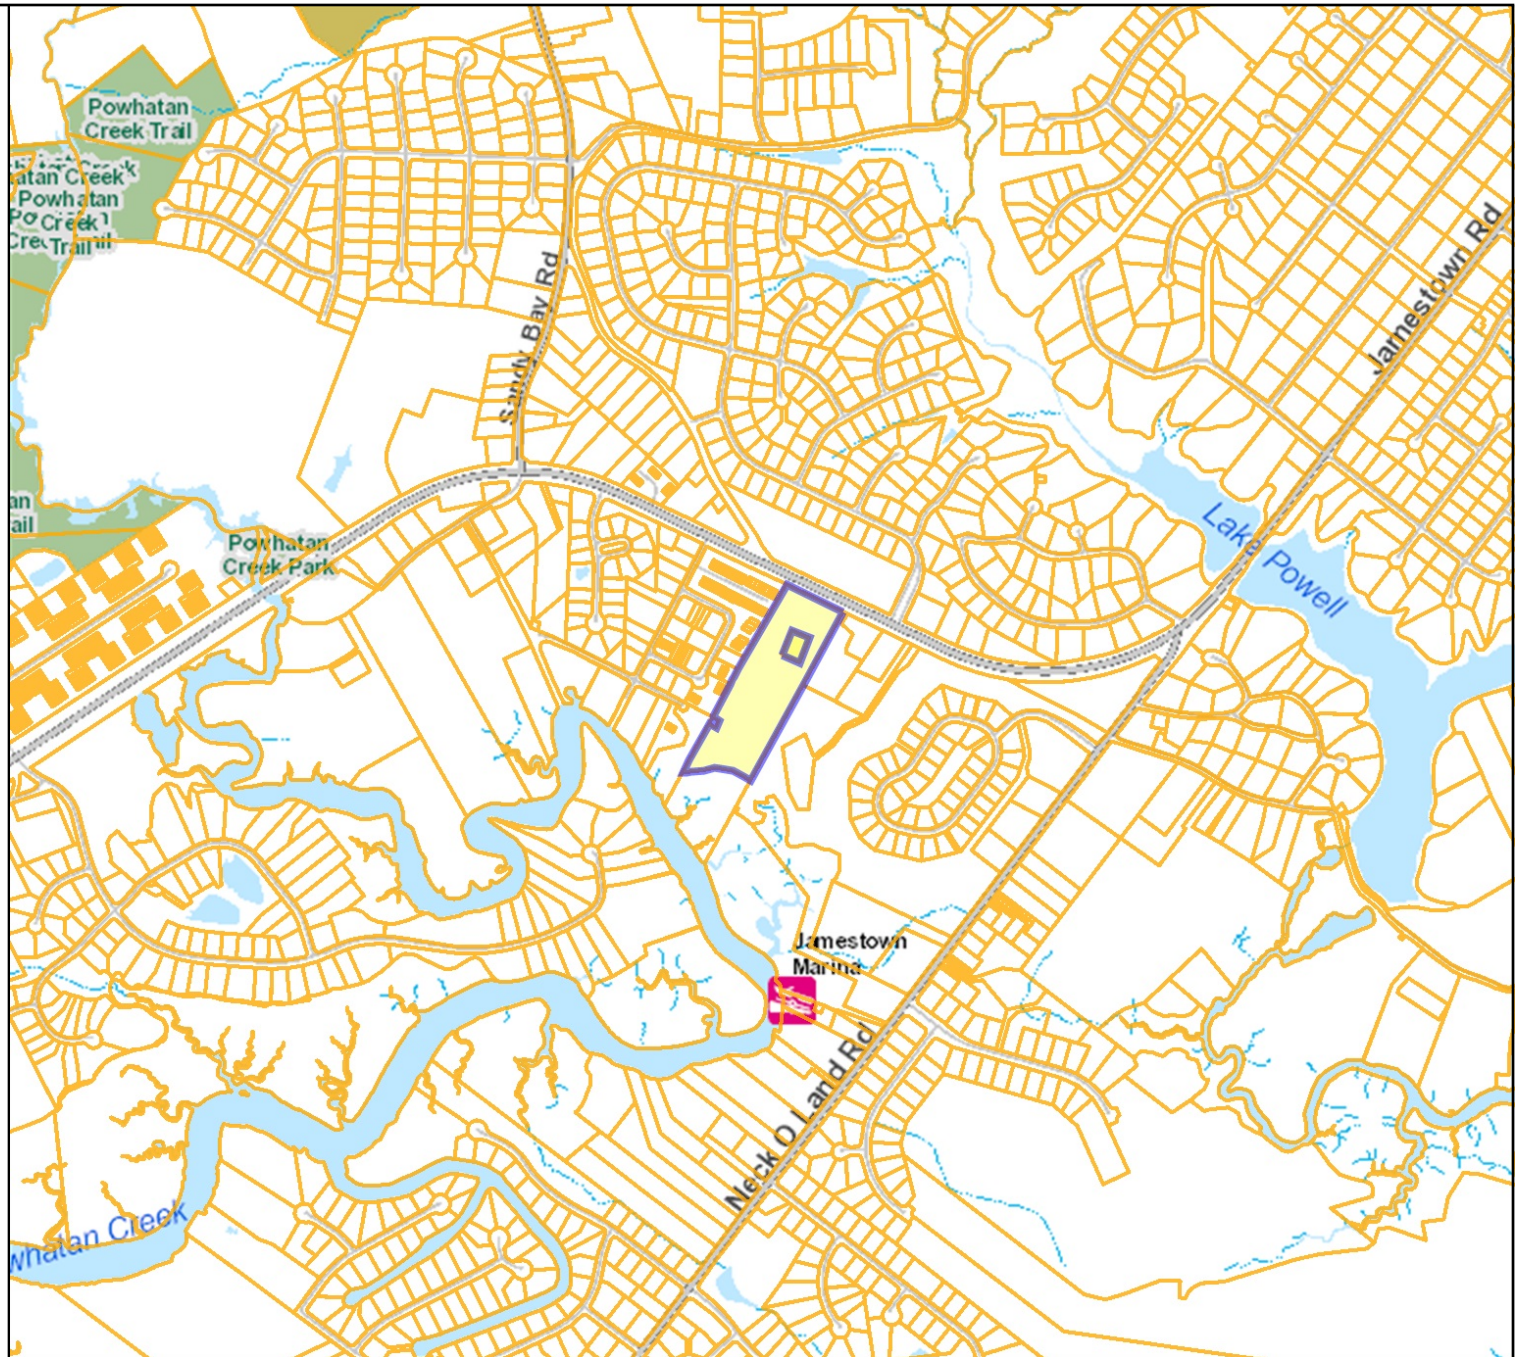 Powhatan
Creek Trail
Powhatan
Creek
Trail
Sandy Bay Rd
Jamestown Rd
Powhatan
Creek Park
Lake Powell
Jamestown
Marina
Neck O Land Rd
whatan Creek